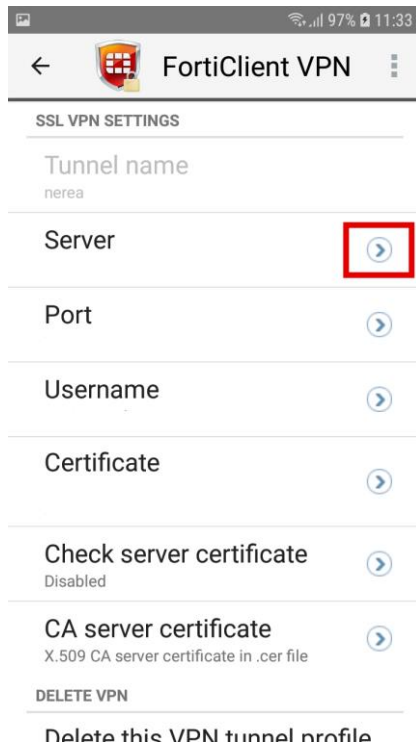 97% 11:33
FortiClient VPN
SSL VPN SETTINGS
Tunnel name
nerea
Server
Port
Username
Certificate
Check server certificate
Disabled
CA server certificate
X.509 CA server certificate in .cer file
DELETE VPN
Delete this VPN tunnel profile